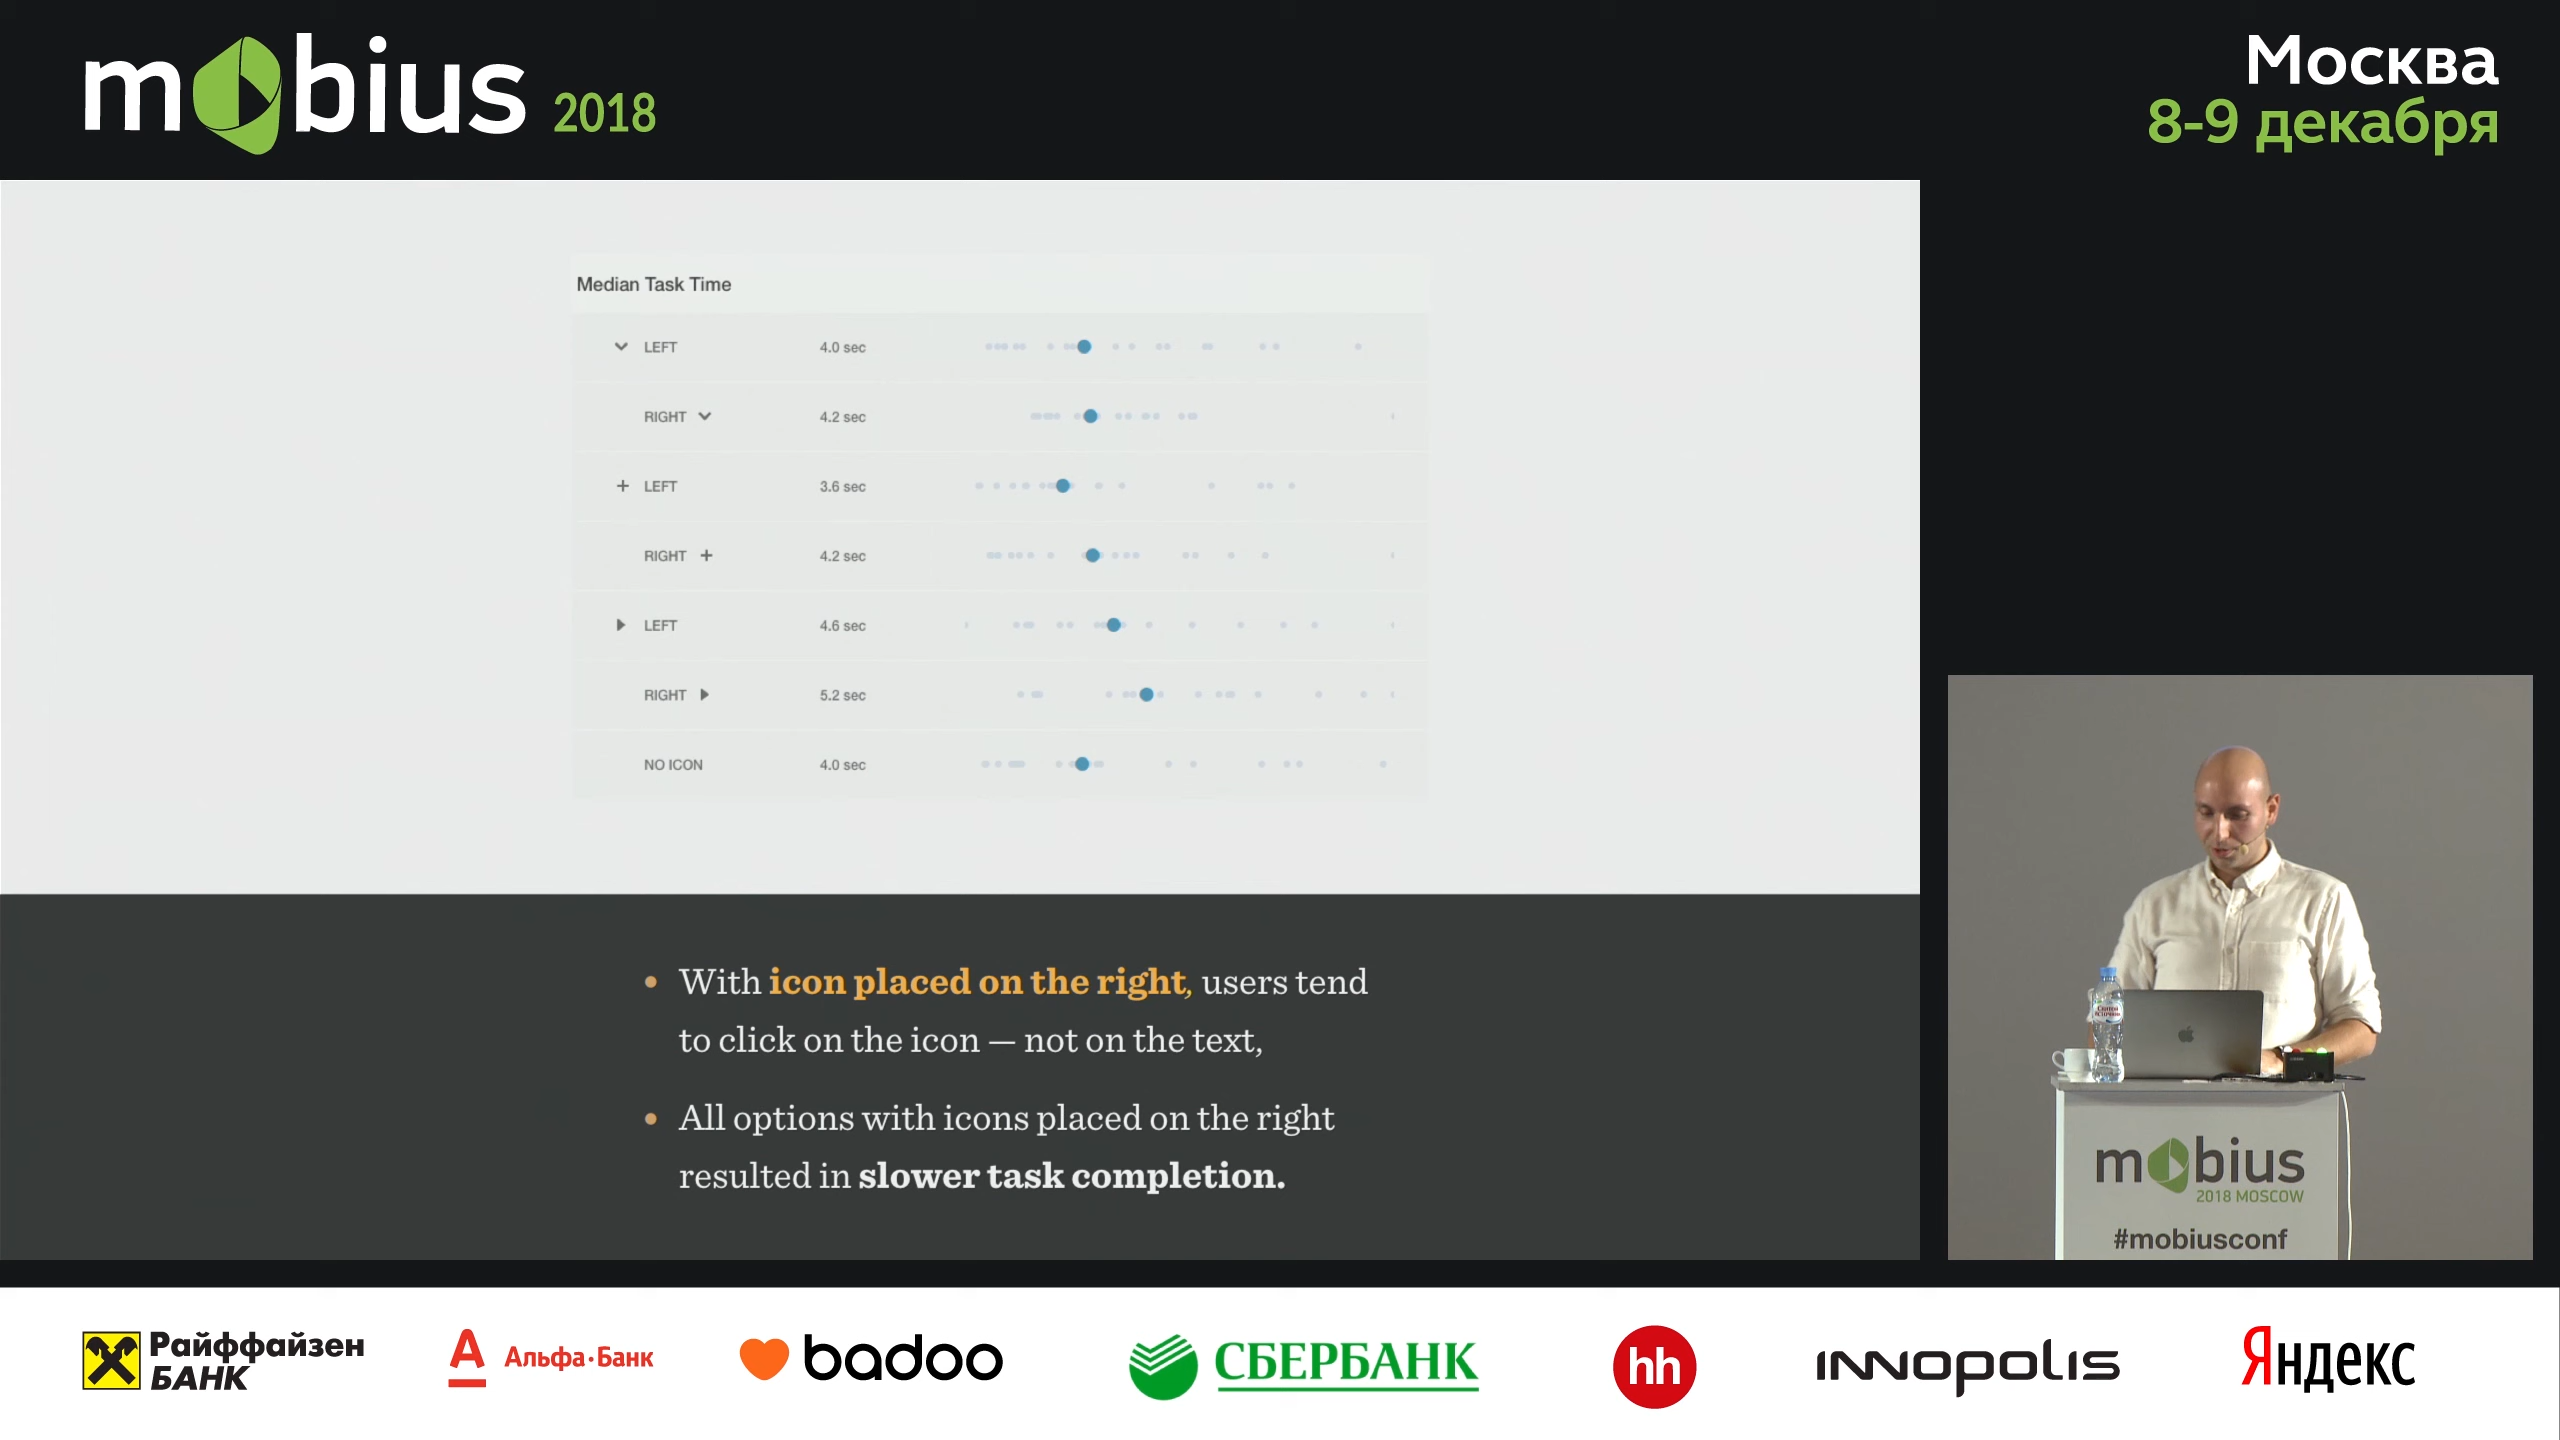 mobius 2018
Москва
8-9 декабря
Median Task Time
LEFT 4.0 sec
RIGHT 4.2 sec
+ LEFT 3.6 sec
RIGHT + 4.2 sec
LEFT 4.6 sec
RIGHT 5.2 sec
NO ICON 4.0 sec
• With icon placed on the right, users tend
to click on the icon — not on the text,
• All options with icons placed on the right
resulted in slower task completion.
mobius
2018 MOSCOW
#mobiusconf
Райффайзен
БАНК
Альфа·Банк
badoo
СБЕРБАНК
hh
INNOPOLIS
Яндекс